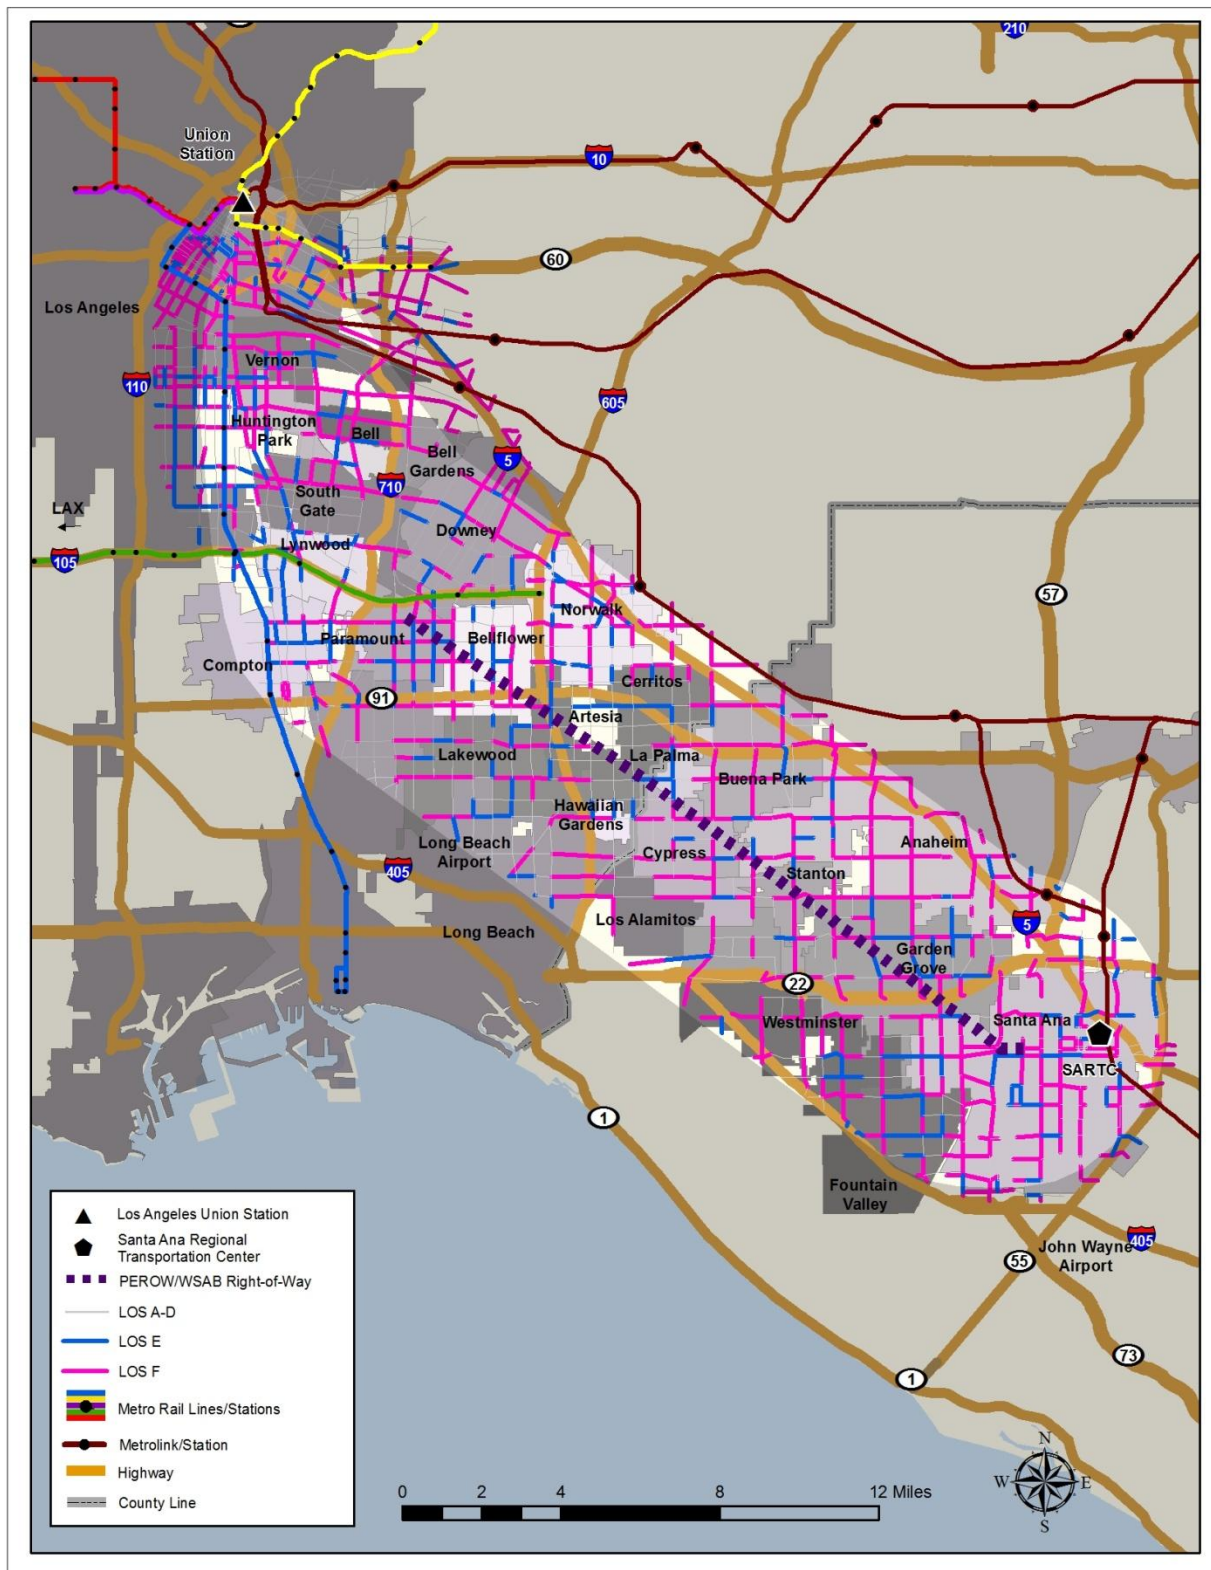 210
Union
Station
10
60
Los Angeles
Vernon
110
605
Huntington
Park
Bell
Bell
Gardens
5
710
South
Gate
LAX
Downey
Lynwood
105
57
Norwalk
Paramount
Bellflower
Compton
Cerritos
91
Artesia
Lakewood
La Palma
Buena Park
Hawaiian
Gardens
Anaheim
Long Beach
Airport
Cypress
405
Stanton
Los Alamitos
5
Long Beach
Garden
Grove
22
Westminster
Santa Ana
SARTC
1
Fountain
Valley
John Wayne
Airport
405
55
73
1
Los Angeles Union Station
Santa Ana Regional
Transportation Center
PEROW/WSAB Right-of-Way
LOS A-D
LOS E
LOS F
Metro Rail Lines/Stations
Metrolink/Station
Highway
County Line
0 2 4 8 12 Miles
N
W E
S